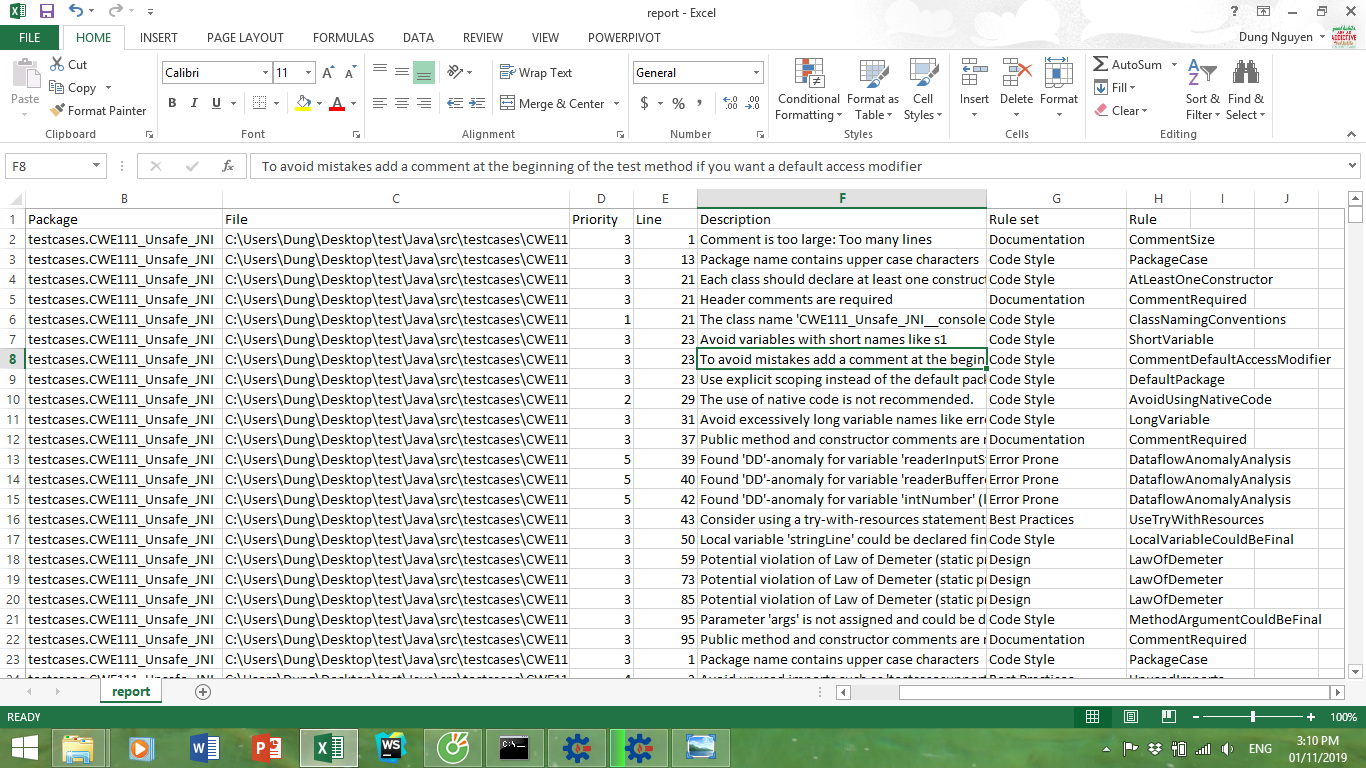 report - Excel
FILE HOME INSERT PAGE LAYOUT FORMULAS DATA REVIEW VIEW POWERPIVOT Dung Nguyen
Paste
Cut
Copy
Format Painter
Calibri 11
B I U
Wrap Text
Merge & Center
General
$ % ,
Conditional Formatting
Format as Table
Cell Styles
Insert Delete Format
AutoSum
Fill
Clear
Sort & Filter
Find & Select
Clipboard Font Alignment Number Styles Cells Editing
F8 To avoid mistakes add a comment at the beginning of the test method if you want a default access modifier
B C D E F G H I J
1 Package File Priority Line Description Rule set Rule
2 testcases.CWE111_Unsafe_JNI C:\Users\Dung\Desktop\test\Java\src\testcases\CWE11 3 1 Comment is too large: Too many lines Documentation CommentSize
3 testcases.CWE111_Unsafe_JNI C:\Users\Dung\Desktop\test\Java\src\testcases\CWE11 3 13 Package name contains upper case characters Code Style PackageCase
4 testcases.CWE111_Unsafe_JNI C:\Users\Dung\Desktop\test\Java\src\testcases\CWE11 3 21 Each class should declare at least one construct Code Style AtLeastOneConstructor
5 testcases.CWE111_Unsafe_JNI C:\Users\Dung\Desktop\test\Java\src\testcases\CWE11 3 21 Header comments are required Documentation CommentRequired
6 testcases.CWE111_Unsafe_JNI C:\Users\Dung\Desktop\test\Java\src\testcases\CWE11 1 21 The class name 'CWE111_Unsafe_JNI__console Code Style ClassNamingConventions
7 testcases.CWE111_Unsafe_JNI C:\Users\Dung\Desktop\test\Java\src\testcases\CWE11 3 23 Avoid variables with short names like s1 Code Style ShortVariable
8 testcases.CWE111_Unsafe_JNI C:\Users\Dung\Desktop\test\Java\src\testcases\CWE11 3 23 To avoid mistakes add a comment at the begin Code Style CommentDefaultAccessModifier
9 testcases.CWE111_Unsafe_JNI C:\Users\Dung\Desktop\test\Java\src\testcases\CWE11 3 23 Use explicit scoping instead of the default pac Code Style DefaultPackage
10 testcases.CWE111_Unsafe_JNI C:\Users\Dung\Desktop\test\Java\src\testcases\CWE11 2 29 The use of native code is not recommended. Code Style AvoidUsingNativeCode
11 testcases.CWE111_Unsafe_JNI C:\Users\Dung\Desktop\test\Java\src\testcases\CWE11 3 31 Avoid excessively long variable names like erro Code Style LongVariable
12 testcases.CWE111_Unsafe_JNI C:\Users\Dung\Desktop\test\Java\src\testcases\CWE11 3 37 Public method and constructor comments are r Documentation CommentRequired
13 testcases.CWE111_Unsafe_JNI C:\Users\Dung\Desktop\test\Java\src\testcases\CWE11 5 39 Found 'DD'-anomaly for variable 'readerInputSt Error Prone DataflowAnomalyAnalysis
14 testcases.CWE111_Unsafe_JNI C:\Users\Dung\Desktop\test\Java\src\testcases\CWE11 5 40 Found 'DD'-anomaly for variable 'readerBuffer Error Prone DataflowAnomalyAnalysis
15 testcases.CWE111_Unsafe_JNI C:\Users\Dung\Desktop\test\Java\src\testcases\CWE11 5 42 Found 'DD'-anomaly for variable 'intNumber' (l Error Prone DataflowAnomalyAnalysis
16 testcases.CWE111_Unsafe_JNI C:\Users\Dung\Desktop\test\Java\src\testcases\CWE11 3 43 Consider using a try-with-resources statement Best Practices UseTryWithResources
17 testcases.CWE111_Unsafe_JNI C:\Users\Dung\Desktop\test\Java\src\testcases\CWE11 3 50 Local variable 'stringLine' could be declared fin Code Style LocalVariableCouldBeFinal
18 testcases.CWE111_Unsafe_JNI C:\Users\Dung\Desktop\test\Java\src\testcases\CWE11 3 59 Potential violation of Law of Demeter (static pr Design LawOfDemeter
19 testcases.CWE111_Unsafe_JNI C:\Users\Dung\Desktop\test\Java\src\testcases\CWE11 3 73 Potential violation of Law of Demeter (static pr Design LawOfDemeter
20 testcases.CWE111_Unsafe_JNI C:\Users\Dung\Desktop\test\Java\src\testcases\CWE11 3 85 Potential violation of Law of Demeter (static pr Design LawOfDemeter
21 testcases.CWE111_Unsafe_JNI C:\Users\Dung\Desktop\test\Java\src\testcases\CWE11 3 95 Parameter 'args' is not assigned and could be d Code Style MethodArgumentCouldBeFinal
22 testcases.CWE111_Unsafe_JNI C:\Users\Dung\Desktop\test\Java\src\testcases\CWE11 3 95 Public method and constructor comments are r Documentation CommentRequired
23 testcases.CWE111_Unsafe_JNI C:\Users\Dung\Desktop\test\Java\src\testcases\CWE11 3 1 Package name contains upper case characters Code Style PackageCase
report
READY 100%
WS
C:\_
ENG
3:10 PM
01/11/2019